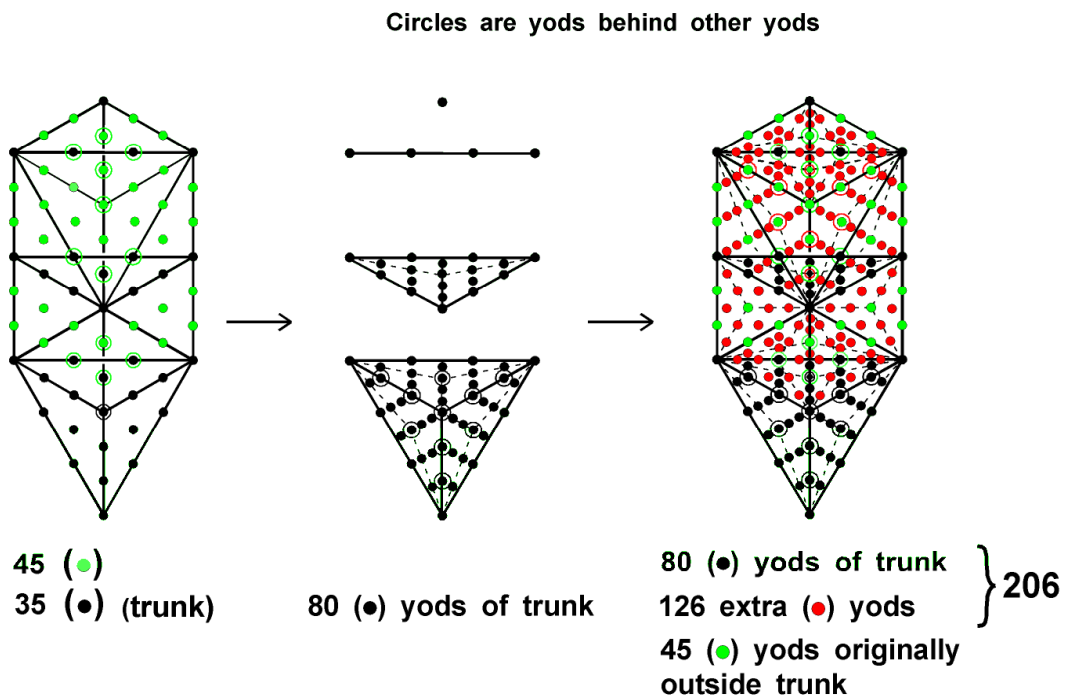 Circles are yods behind other yods
45 (●)
35 (●) (trunk)
80 (●) yods of trunk
80 (●) yods of trunk
126 extra (●) yods
} 206
45 (●) yods originally
outside trunk